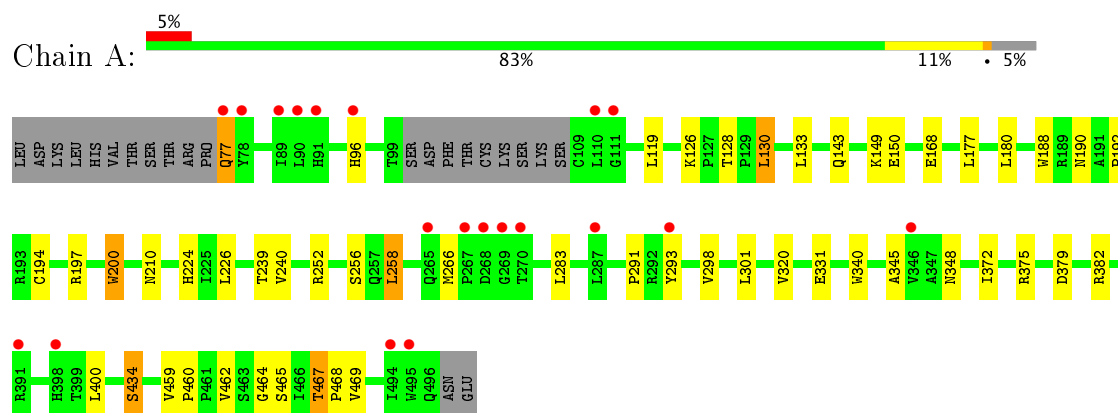 5%
Chain A:
83% 11% • 5%
LEU ASP LYS LEU HIS VAL THR SER THR ARG PRO Q77 Y78 I89 L90 H91 H96 T99 SER ASP PHE THR CYS LYS SER LYS SER C109 L110 G111 L119 K126 P127 T128 P129 L130 L133 Q143 K149 E150 E168 L177 L180 W188 R189 N190 A191 P192
R193 C194 R197 W200 N210 H224 I225 L226 T239 V240 R252 S256 Q257 L258 Q265 M266 P267 D268 G269 T270 L283 L287 P291 R292 Y293 V298 L301 V320 E331 W340 A345 V346 A347 N348 I372 R375 D379 R382
R391 H398 T399 L400 S434 V459 P460 P461 V462 S463 G464 S465 I466 T467 P468 V469 I494 W495 Q496 ASN GLU